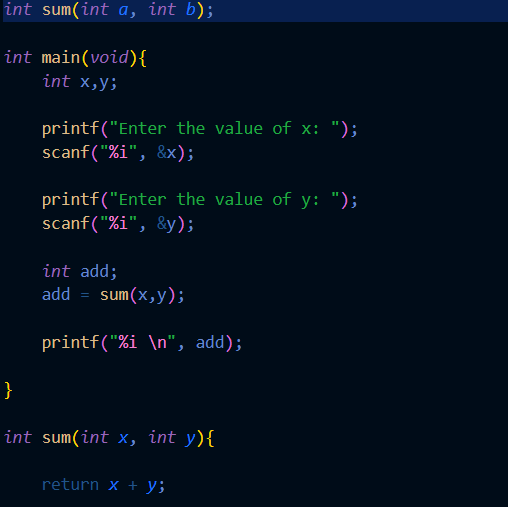 int sum(int a, int b);
int main(void){
int x,y;
printf("Enter the value of x: ");
scanf("%i", &x);
printf("Enter the value of y: ");
scanf("%i", &y);
int add;
add = sum(x,y);
printf("%i \n", add);
}
int sum(int x, int y){
return x + y;